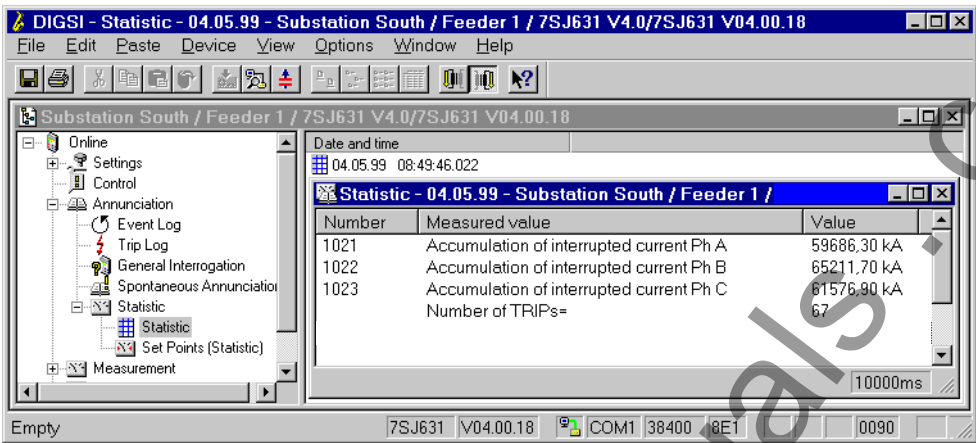 DIGSI - Statistic - 04.05.99 - Substation South / Feeder 1 / 7SJ631 V4.0/7SJ631 V04.00.18
File Edit Paste Device View Options Window Help
Substation South / Feeder 1 / 7SJ631 V4.0/7SJ631 V04.00.18
Online
Settings
Control
Annunciation
Event Log
Trip Log
General Interrogation
Spontaneous Annunciation
Statistic
Statistic
Set Points (Statistic)
Measurement
Date and time
04.05.99 08:49:46.022
Statistic - 04.05.99 - Substation South / Feeder 1 /
Number Measured value Value
1021 Accumulation of interrupted current Ph A 59686,30 kA
1022 Accumulation of interrupted current Ph B 65211,70 kA
1023 Accumulation of interrupted current Ph C 61576,90 kA
Number of TRIPs= 67
10000ms
Empty 7SJ631 V04.00.18 COM1 38400 8E1 0090